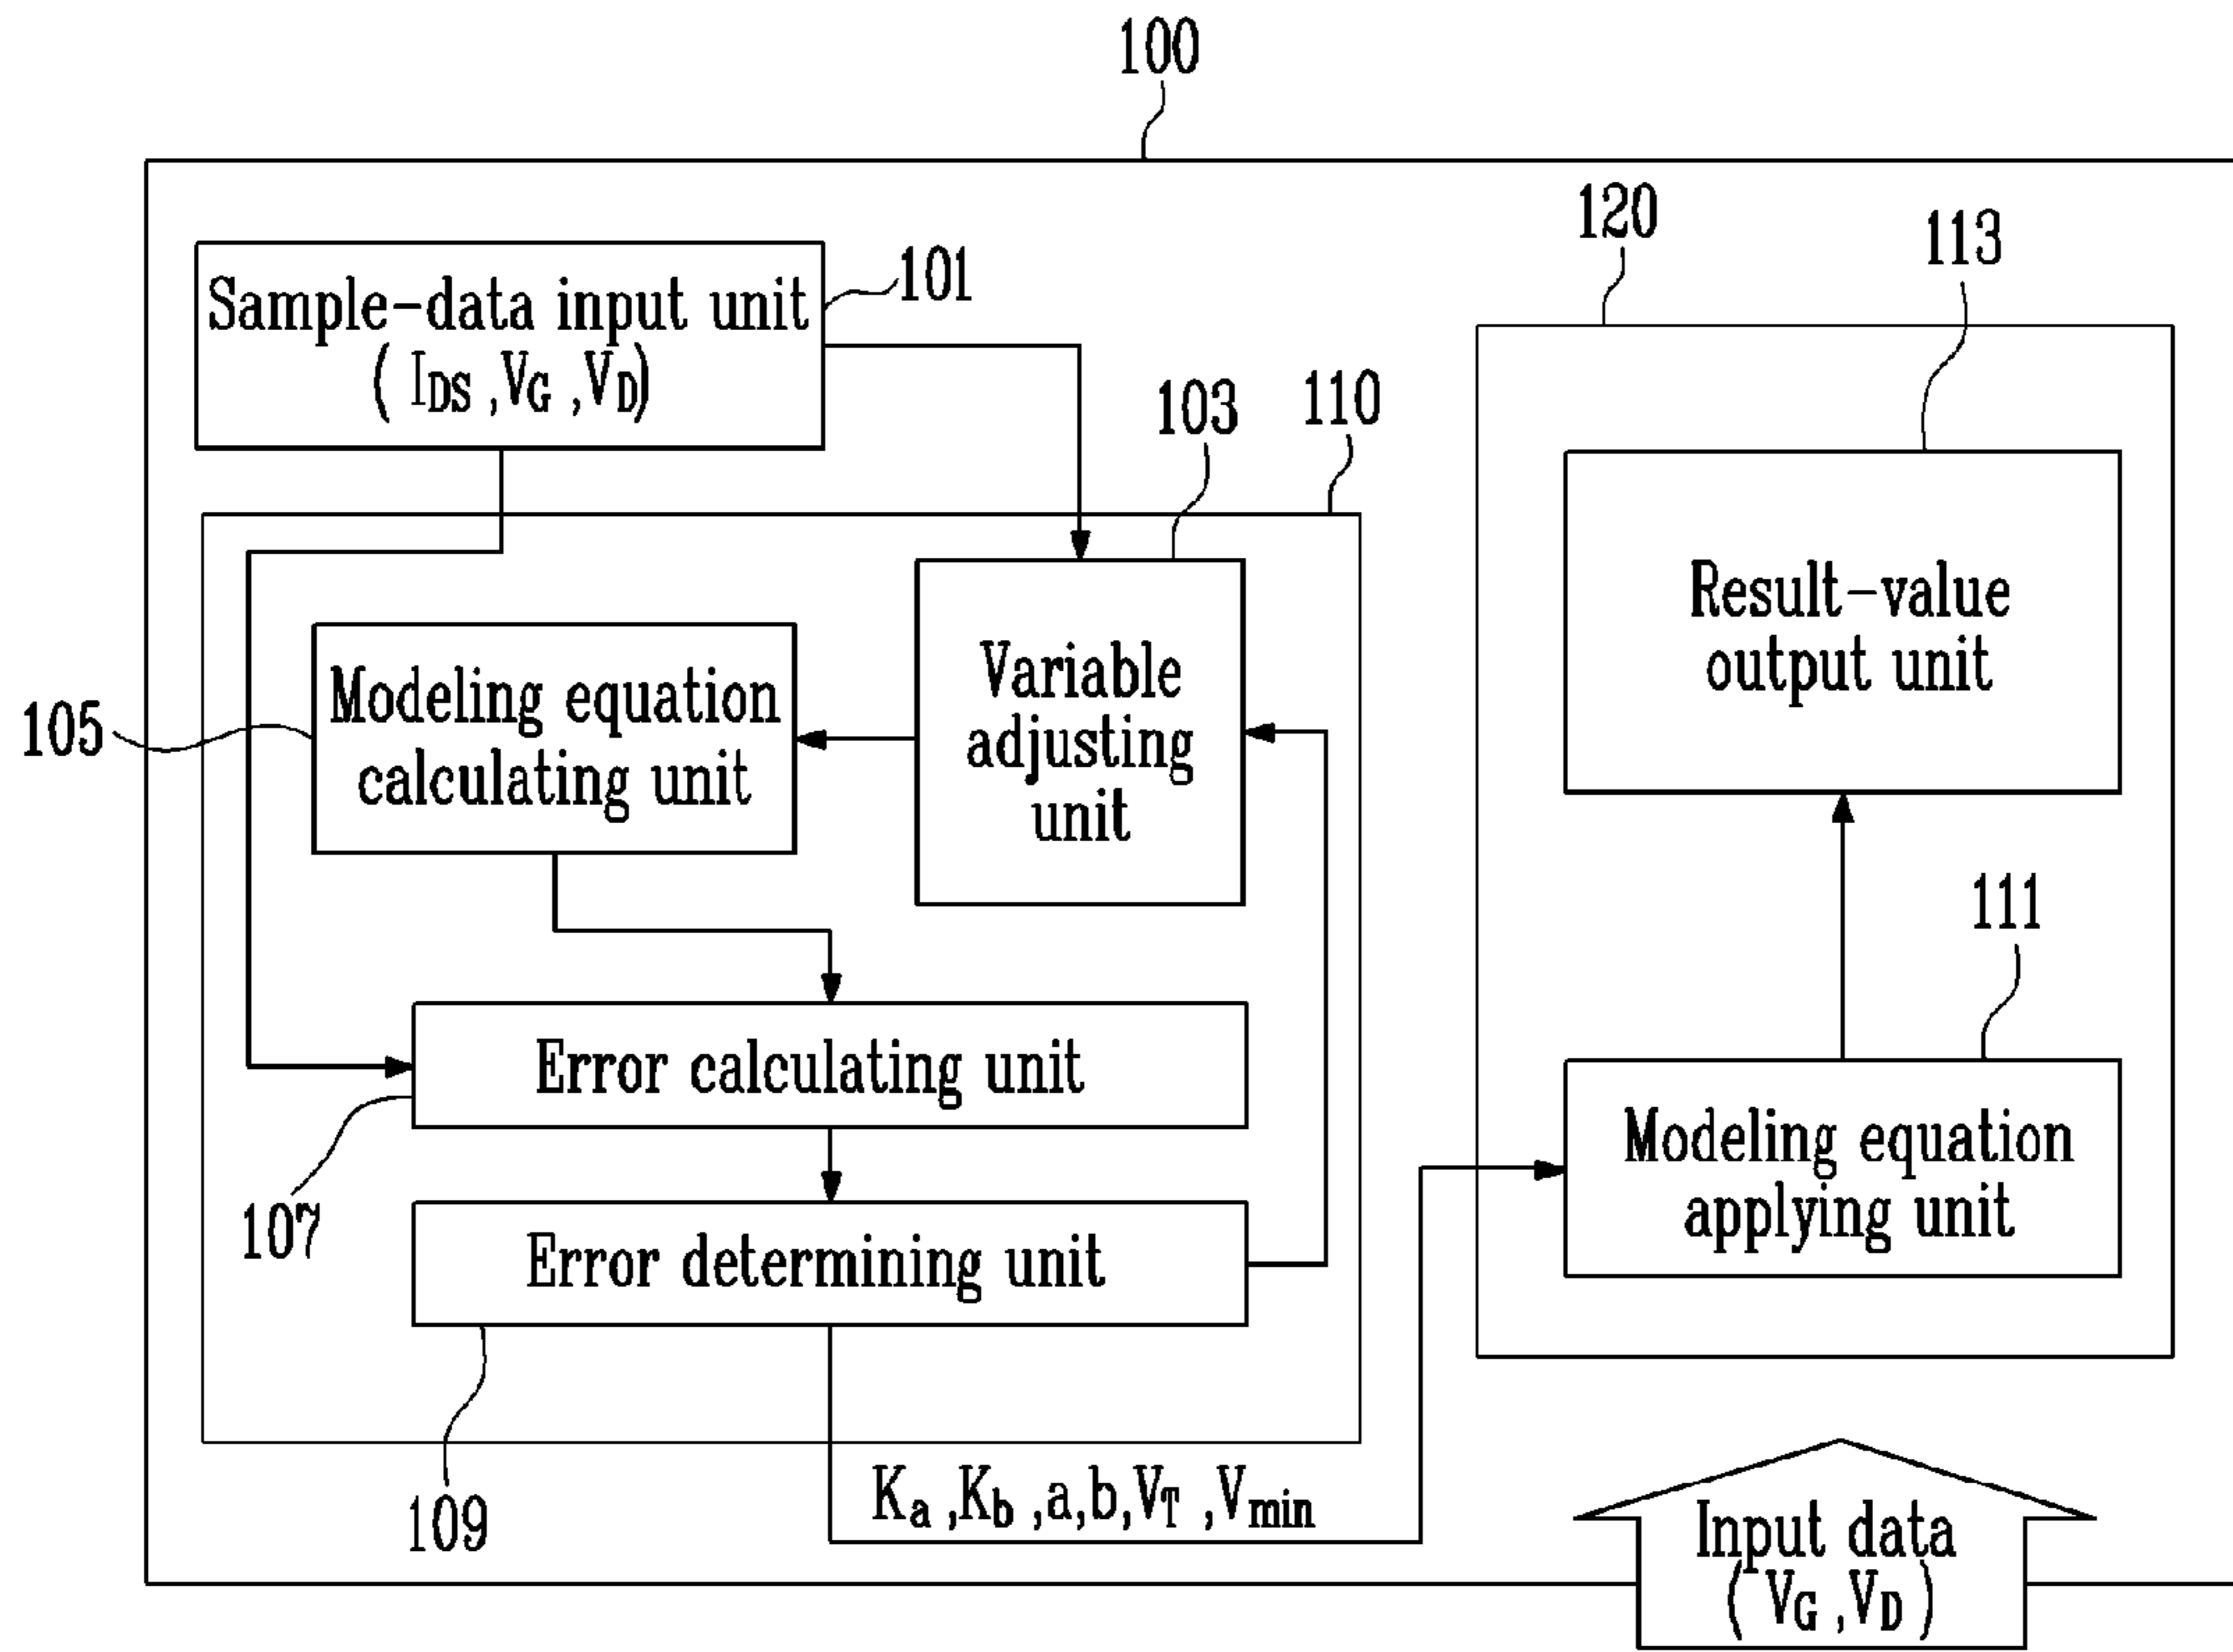 100
120
113
Sample-data input unit
( IDS ,VG ,VD)
101
103
110
Result-value
output unit
Variable
adjusting
unit
Modeling equation
calculating unit
105
111
Error calculating unit
Modeling equation
applying unit
107
Error determining unit
109
Ka ,Kb ,a,b,VT ,Vmin
Input data
( VG ,VD )